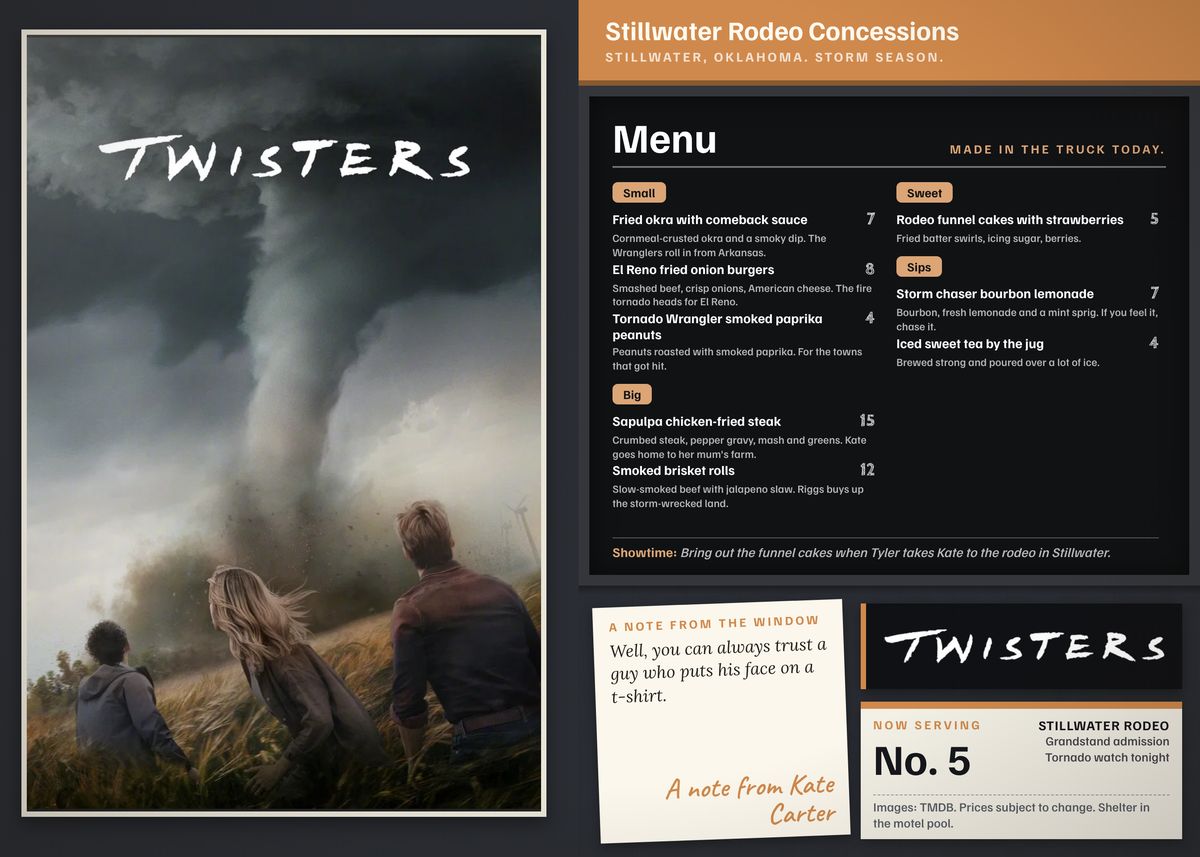 TWISTERS
Stillwater Rodeo Concessions
STILLWATER, OKLAHOMA. STORM SEASON.
Menu
MADE IN THE TRUCK TODAY.
Small
Fried okra with comeback sauce 7
Cornmeal-crusted okra and a smoky dip. The
Wranglers roll in from Arkansas.
El Reno fried onion burgers 8
Smashed beef, crisp onions, American cheese. The fire
tornado heads for El Reno.
Tornado Wrangler smoked paprika 4
peanuts
Peanuts roasted with smoked paprika. For the towns
that got hit.
Big
Sapulpa chicken-fried steak 15
Crumbed steak, pepper gravy, mash and greens. Kate
goes home to her mum's farm.
Smoked brisket rolls 12
Slow-smoked beef with jalapeno slaw. Riggs buys up
the storm-wrecked land.
Sweet
Rodeo funnel cakes with strawberries 5
Fried batter swirls, icing sugar, berries.
Sips
Storm chaser bourbon lemonade 7
Bourbon, fresh lemonade and a mint sprig. If you feel it,
chase it.
Iced sweet tea by the jug 4
Brewed strong and poured over a lot of ice.
Showtime: Bring out the funnel cakes when Tyler takes Kate to the rodeo in Stillwater.
A NOTE FROM THE WINDOW
Well, you can always trust a
guy who puts his face on a
t-shirt.
A note from Kate
Carter
TWISTERS
NOW SERVING
No. 5
STILLWATER RODEO
Grandstand admission
Tornado watch tonight
Images: TMDB. Prices subject to change. Shelter in
the motel pool.